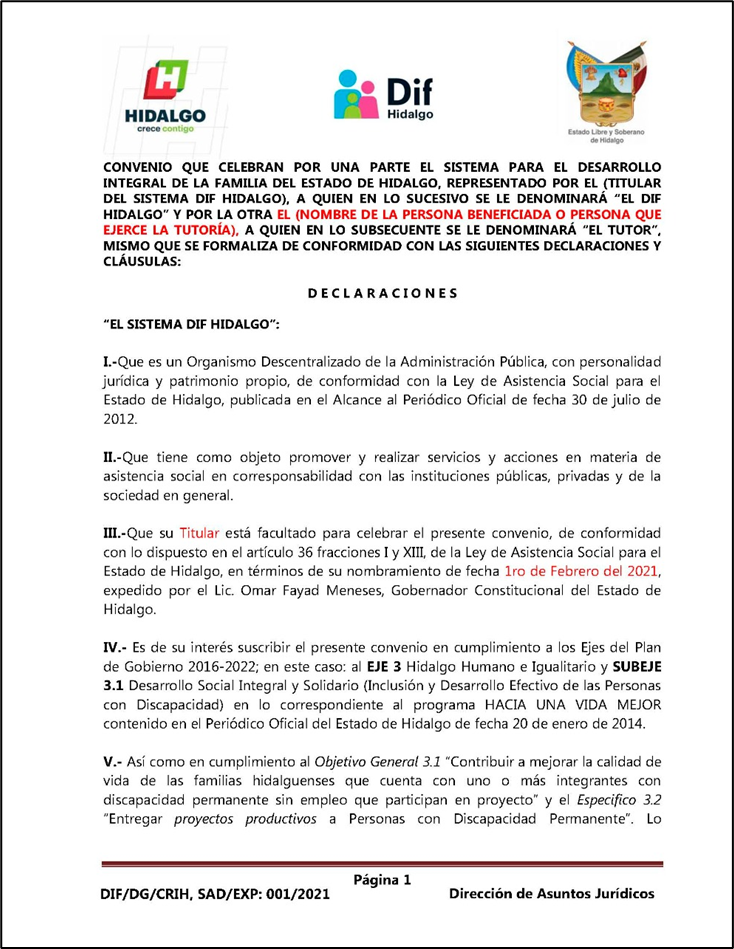 HIDALGO
crece contigo
Dif
Hidalgo
Estado Libre y Soberano
de Hidalgo
CONVENIO QUE CELEBRAN POR UNA PARTE EL SISTEMA PARA EL DESARROLLO
INTEGRAL DE LA FAMILIA DEL ESTADO DE HIDALGO, REPRESENTADO POR EL (TITULAR
DEL SISTEMA DIF HIDALGO), A QUIEN EN LO SUCESIVO SE LE DENOMINARÁ “EL DIF
HIDALGO” Y POR LA OTRA EL (NOMBRE DE LA PERSONA BENEFICIADA O PERSONA QUE
EJERCE LA TUTORÍA), A QUIEN EN LO SUBSECUENTE SE LE DENOMINARÁ “EL TUTOR”,
MISMO QUE SE FORMALIZA DE CONFORMIDAD CON LAS SIGUIENTES DECLARACIONES Y
CLÁUSULAS:
D E C L A R A C I O N E S
“EL SISTEMA DIF HIDALGO”:
I.-Que es un Organismo Descentralizado de la Administración Pública, con personalidad
jurídica y patrimonio propio, de conformidad con la Ley de Asistencia Social para el
Estado de Hidalgo, publicada en el Alcance al Periódico Oficial de fecha 30 de julio de
2012.
II.-Que tiene como objeto promover y realizar servicios y acciones en materia de
asistencia social en corresponsabilidad con las instituciones públicas, privadas y de la
sociedad en general.
III.-Que su Titular está facultado para celebrar el presente convenio, de conformidad
con lo dispuesto en el artículo 36 fracciones I y XIII, de la Ley de Asistencia Social para el
Estado de Hidalgo, en términos de su nombramiento de fecha 1ro de Febrero del 2021,
expedido por el Lic. Omar Fayad Meneses, Gobernador Constitucional del Estado de
Hidalgo.
IV.- Es de su interés suscribir el presente convenio en cumplimiento a los Ejes del Plan
de Gobierno 2016-2022; en este caso: al EJE 3 Hidalgo Humano e Igualitario y SUBEJE
3.1 Desarrollo Social Integral y Solidario (Inclusión y Desarrollo Efectivo de las Personas
con Discapacidad) en lo correspondiente al programa HACIA UNA VIDA MEJOR
contenido en el Periódico Oficial del Estado de Hidalgo de fecha 20 de enero de 2014.
V.- Así como en cumplimiento al Objetivo General 3.1 “Contribuir a mejorar la calidad de
vida de las familias hidalguenses que cuenta con uno o más integrantes con
discapacidad permanente sin empleo que participan en proyecto” y el Especifico 3.2
“Entregar proyectos productivos a Personas con Discapacidad Permanente”. Lo
Página 1
DIF/DG/CRIH, SAD/EXP: 001/2021 Dirección de Asuntos Jurídicos